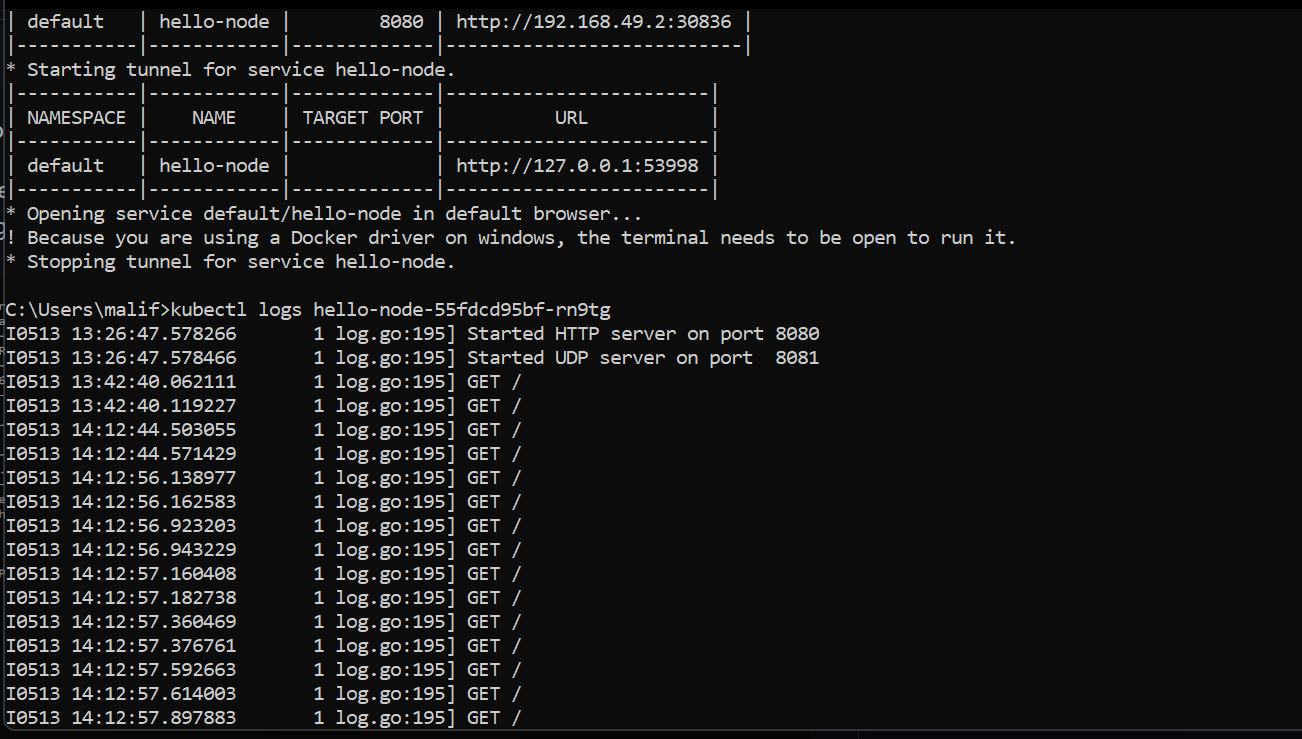 | default   | hello-node |        8080 | http://192.168.49.2:30836 |
|-----------|------------|-------------|---------------------------|
* Starting tunnel for service hello-node.
|-----------|------------|-------------|------------------------|
| NAMESPACE |    NAME    | TARGET PORT |          URL           |
|-----------|------------|-------------|------------------------|
| default   | hello-node |             | http://127.0.0.1:53998 |
|-----------|------------|-------------|------------------------|
* Opening service default/hello-node in default browser...
! Because you are using a Docker driver on windows, the terminal needs to be open to run it.
* Stopping tunnel for service hello-node.
C:\Users\malif>kubectl logs hello-node-55fdcd95bf-rn9tg
I0513 13:26:47.578266       1 log.go:195] Started HTTP server on port 8080
I0513 13:26:47.578466       1 log.go:195] Started UDP server on port  8081
I0513 13:42:40.062111       1 log.go:195] GET /
I0513 13:42:40.119227       1 log.go:195] GET /
I0513 14:12:44.503055       1 log.go:195] GET /
I0513 14:12:44.571429       1 log.go:195] GET /
I0513 14:12:56.138977       1 log.go:195] GET /
I0513 14:12:56.162583       1 log.go:195] GET /
I0513 14:12:56.923203       1 log.go:195] GET /
I0513 14:12:56.943229       1 log.go:195] GET /
I0513 14:12:57.160408       1 log.go:195] GET /
I0513 14:12:57.182738       1 log.go:195] GET /
I0513 14:12:57.360469       1 log.go:195] GET /
I0513 14:12:57.376761       1 log.go:195] GET /
I0513 14:12:57.592663       1 log.go:195] GET /
I0513 14:12:57.614003       1 log.go:195] GET /
I0513 14:12:57.897883       1 log.go:195] GET /